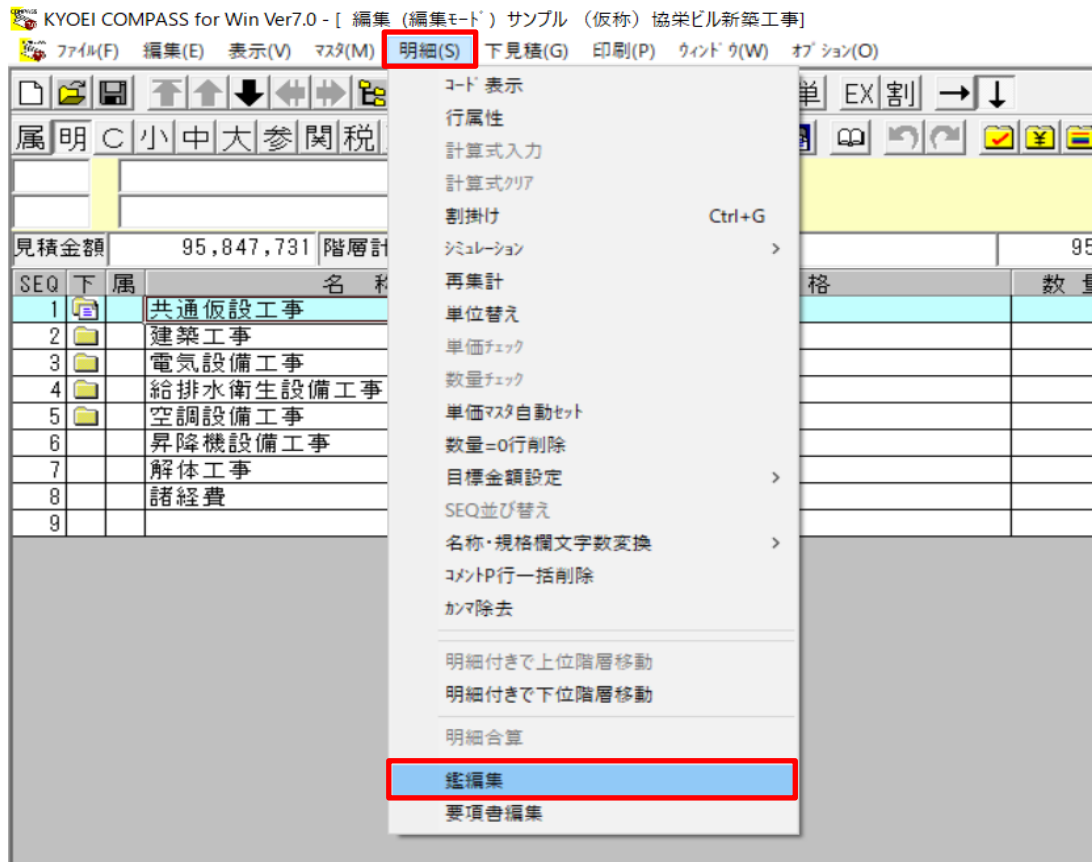 KYOEI COMPASS for Win Ver7.0 - [ 編集 (編集ﾓｰﾄﾞ) サンプル （仮称）協栄ビル新築工事]
ﾌｧｲﾙ(F) 編集(E) 表示(V) ﾏｽﾀ(M) 明細(S) 下見積(G) 印刷(P) ｳｨﾝﾄﾞｳ(W) ｵﾌﾟｼｮﾝ(O)
単 EX 割 → ↓
属 明 C 小 中 大 参 関 税
見積金額 95,847,731 階層計 95
SEQ 下 属 名 称 格 数 量
1 共通仮設工事
2 建築工事
3 電気設備工事
4 給排水衛生設備工事
5 空調設備工事
6 昇降機設備工事
7 解体工事
8 諸経費
9
ｺｰﾄﾞ表示
行属性
計算式入力
計算式ｸﾘｱ
割掛け Ctrl+G
ｼﾐｭﾚｰｼｮﾝ >
再集計
単位替え
単価ﾁｪｯｸ
数量ﾁｪｯｸ
単価ﾏｽﾀ自動ｾｯﾄ
数量=0行削除
目標金額設定 >
SEQ並び替え
名称・規格欄文字数変換 >
ｺﾒﾝﾄP行一括削除
ｶﾝﾏ除去
明細付きで上位階層移動
明細付きで下位階層移動
明細合算
鑑編集
要項書編集